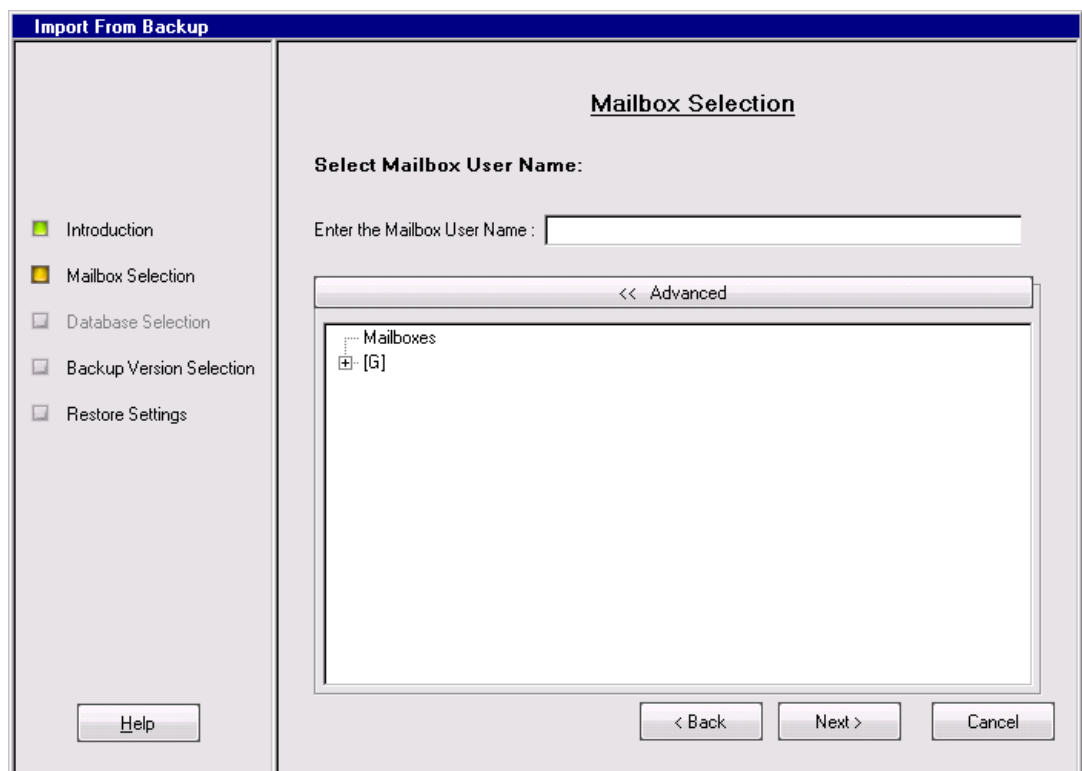 Import From Backup
Introduction
Mailbox Selection
Database Selection
Backup Version Selection
Restore Settings
Help
Mailbox Selection
Select Mailbox User Name:
Enter the Mailbox User Name :
<< Advanced
Mailboxes
[G]
< Back
Next >
Cancel